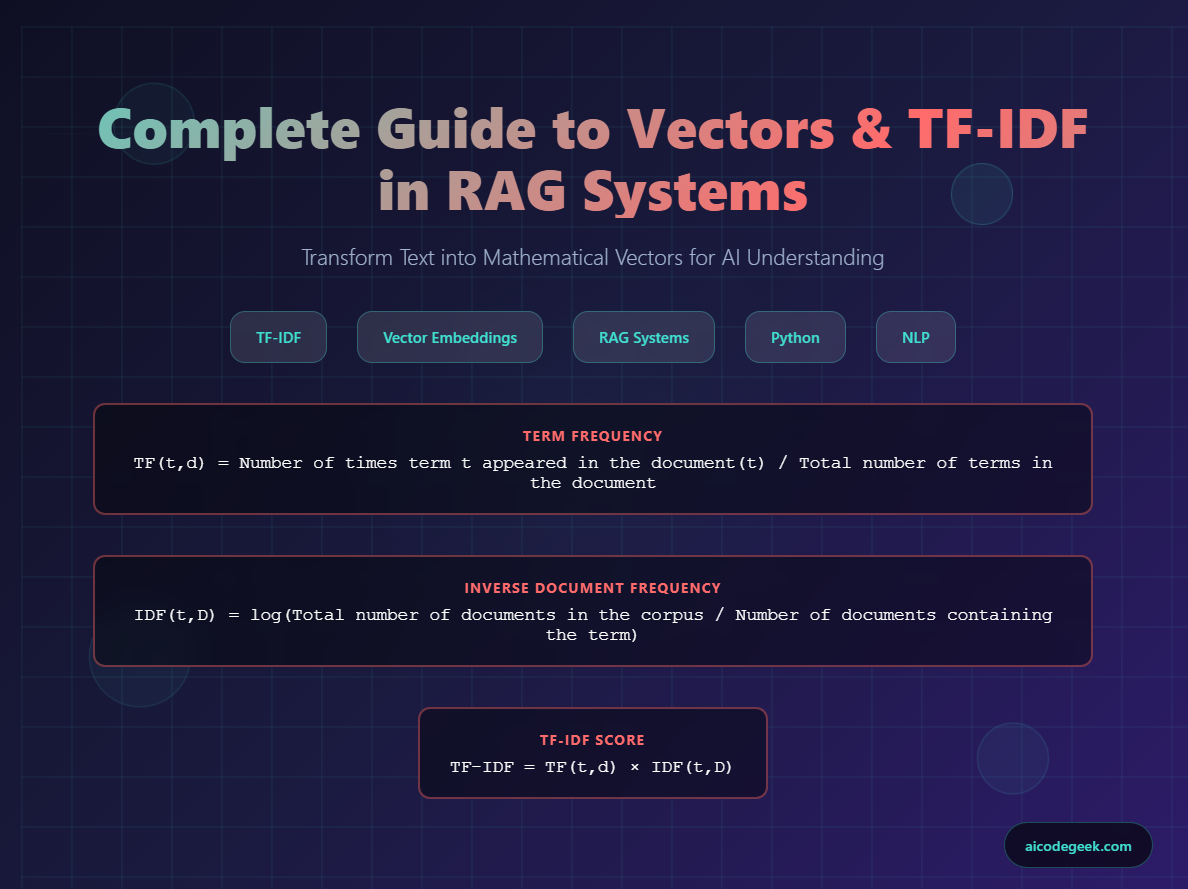 Complete Guide to Vectors & TF-IDF
in RAG Systems
Transform Text into Mathematical Vectors for AI Understanding
TF-IDF
Vector Embeddings
RAG Systems
Python
NLP
TERM FREQUENCY
TF(t,d) = Number of times term t appeared in the document(t) / Total number of terms in
the document
INVERSE DOCUMENT FREQUENCY
IDF(t,D) = log(Total number of documents in the corpus / Number of documents containing
the term)
TF-IDF SCORE
TF-IDF = TF(t,d) × IDF(t,D)
aicodegeek.com